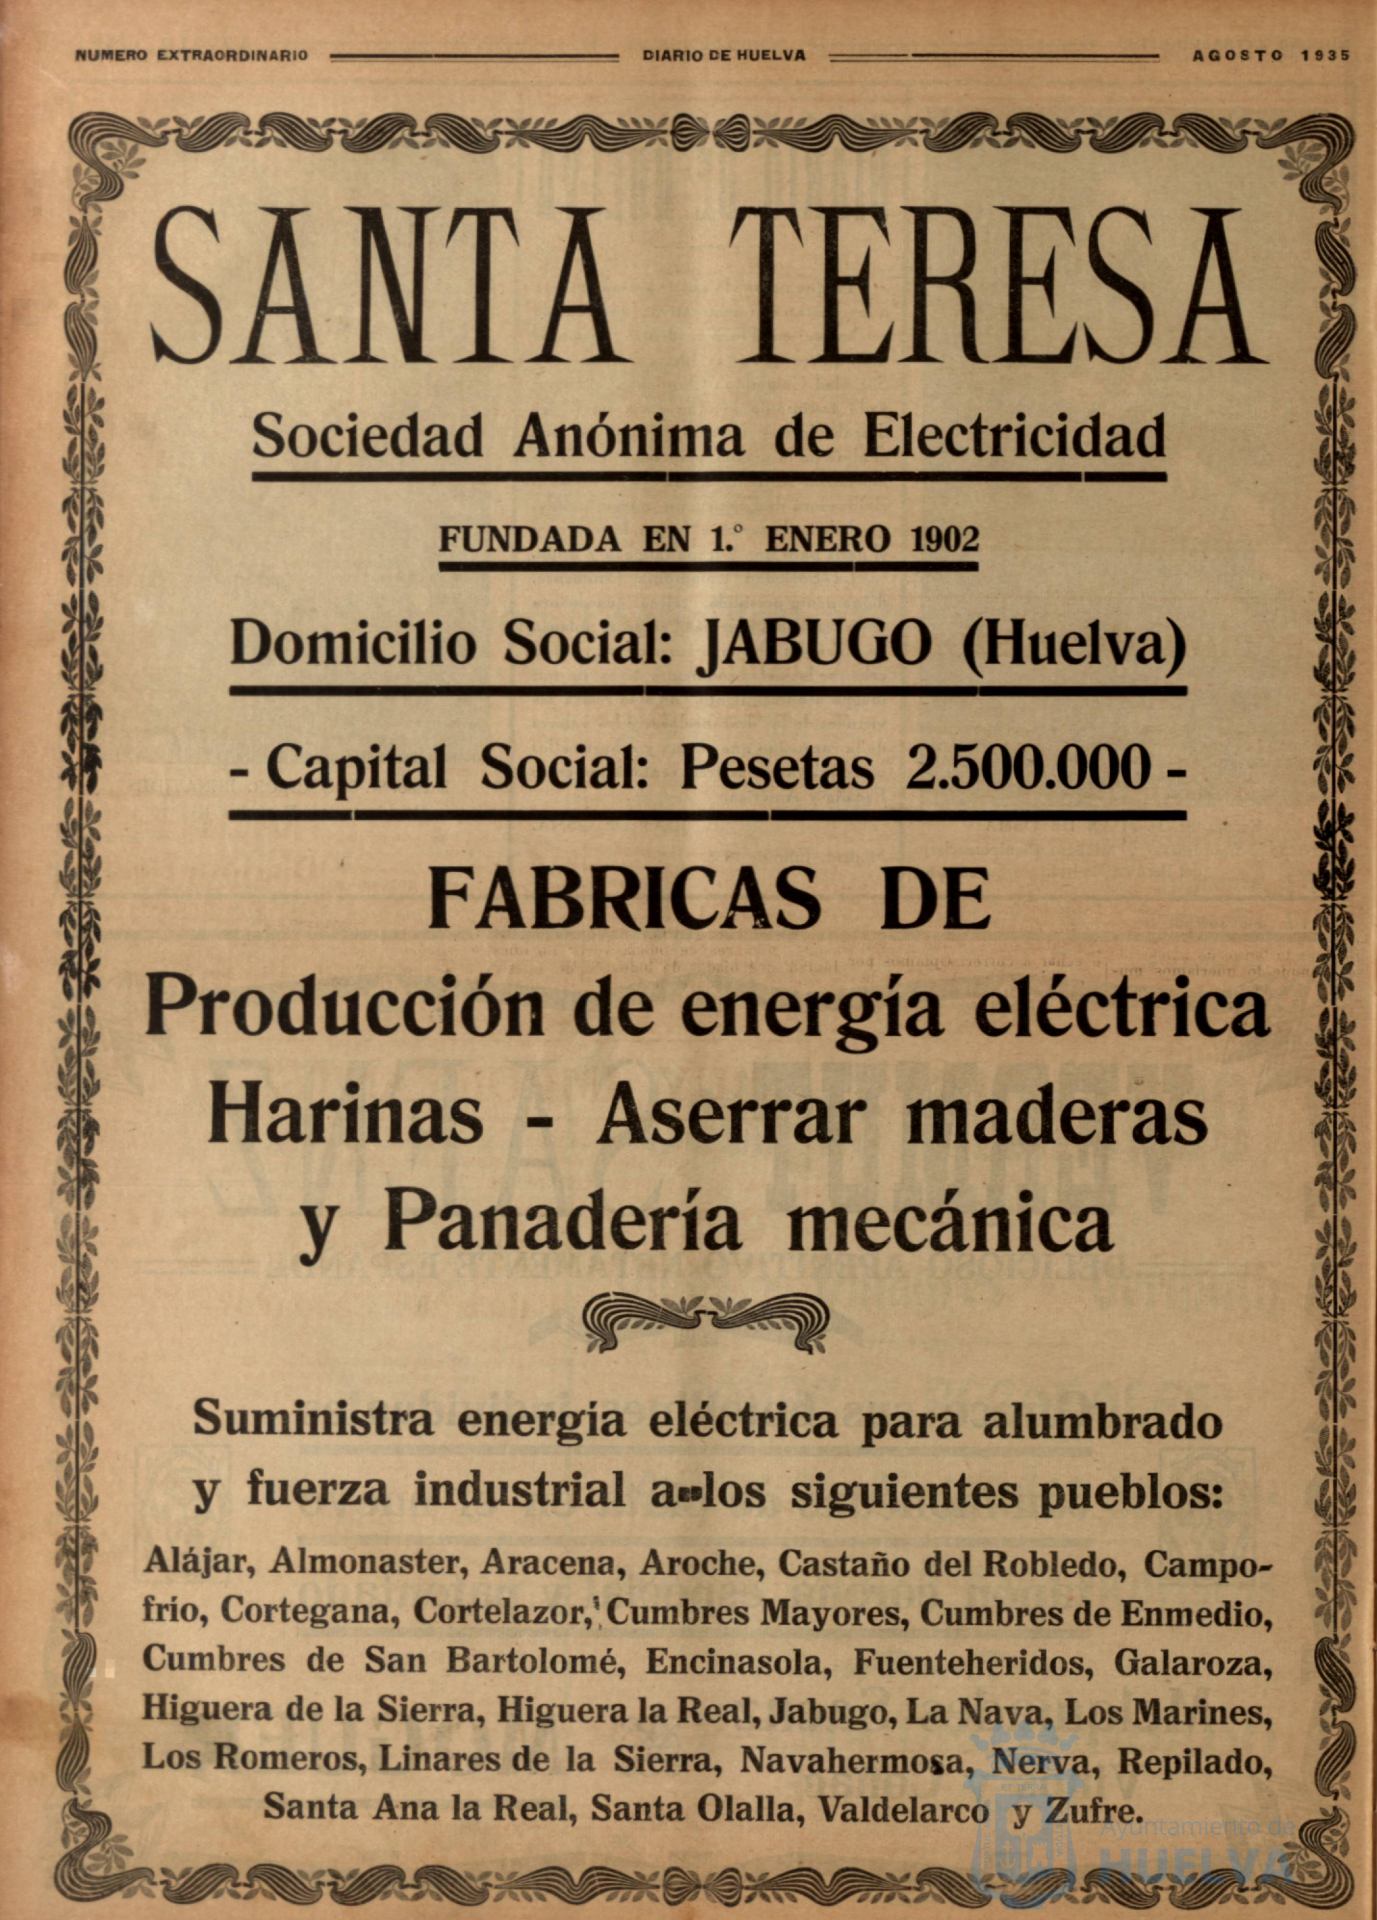 NUMERO EXTRAORDINARIO DIARIO DE HUELVA AGOSTO 1935
SANTA TERESA
Sociedad Anónima de Electricidad
FUNDADA EN 1.º ENERO 1902
Domicilio Social: JABUGO (Huelva)
- Capital Social: Pesetas 2.500.000 -
FABRICAS DE
Producción de energía eléctrica
Harinas - Aserrar maderas
y Panadería mecánica
Suministra energía eléctrica para alumbrado
y fuerza industrial a los siguientes pueblos:
Alájar, Almonaster, Aracena, Aroche, Castaño del Robledo, Campo-
frío, Cortegana, Cortelazor, Cumbres Mayores, Cumbres de Enmedio,
Cumbres de San Bartolomé, Encinasola, Fuenteheridos, Galaroza,
Higuera de la Sierra, Higuera la Real, Jabugo, La Nava, Los Marines,
Los Romeros, Linares de la Sierra, Navahermosa, Nerva, Repilado,
Santa Ana la Real, Santa Olalla, Valdelarco y Zufre.
Ayuntamiento de
HUELVA